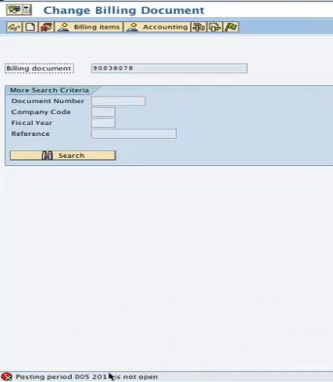 Change Billing Document
Billing items Accounting
Billing document 90038078
More Search Criteria
Document Number
Company Code
Fiscal Year
Reference
Search
Posting period 005 201 is not open